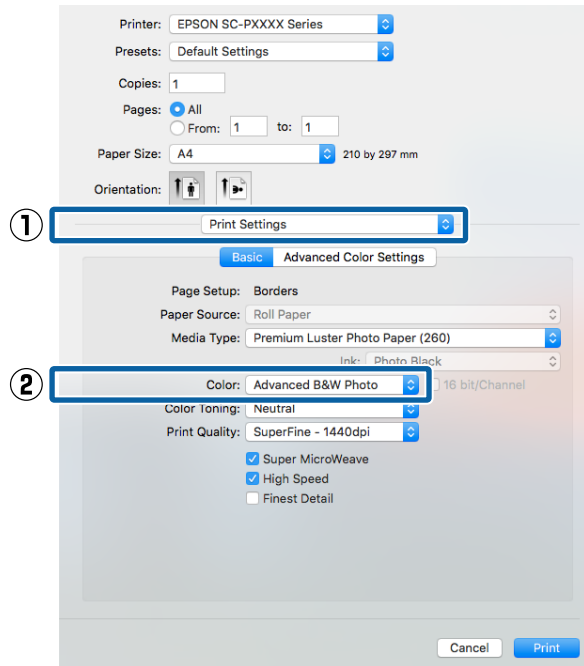 Printer: EPSON SC-PXXXX Series
Presets: Default Settings
Copies: 1
Pages: All
From: 1 to: 1
Paper Size: A4 210 by 297 mm
Orientation:
① Print Settings
Basic Advanced Color Settings
Page Setup: Borders
Paper Source: Roll Paper
Media Type: Premium Luster Photo Paper (260)
Ink: Photo Black
② Color: Advanced B&W Photo 16 bit/Channel
Color Toning: Neutral
Print Quality: SuperFine - 1440dpi
Super MicroWeave
High Speed
Finest Detail
Cancel Print